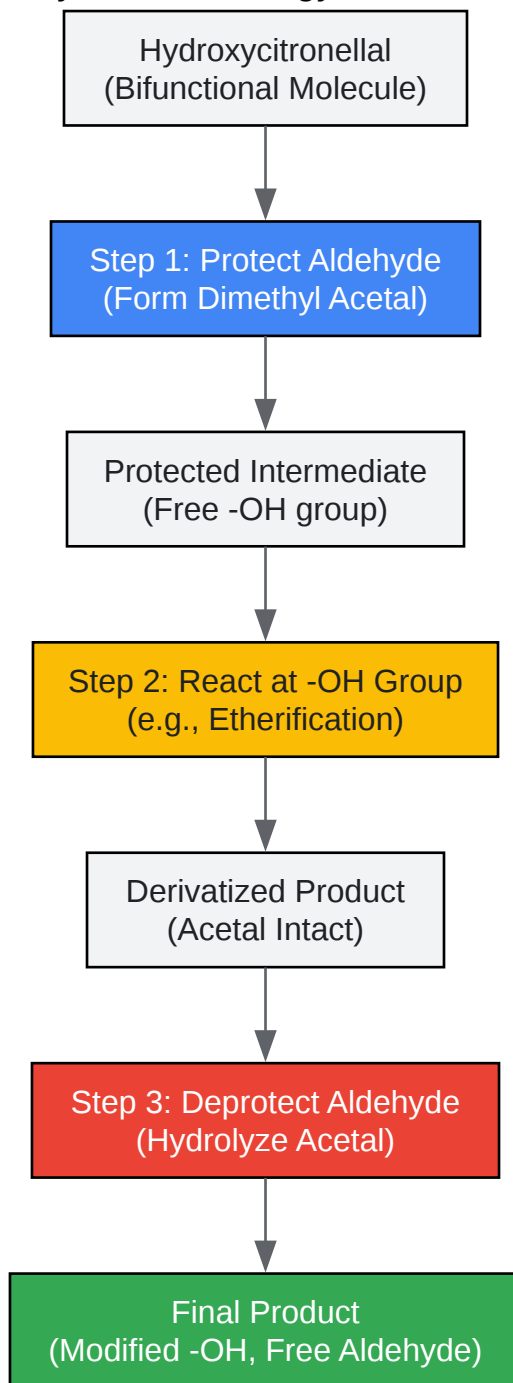 Hydroxycitronellal
(Bifunctional Molecule)
Step 1: Protect Aldehyde
(Form Dimethyl Acetal)
Protected Intermediate
(Free -OH group)
Step 2: React at -OH Group
(e.g., Etherification)
Derivatized Product
(Acetal Intact)
Step 3: Deprotect Aldehyde
(Hydrolyze Acetal)
Final Product
(Modified -OH, Free Aldehyde)